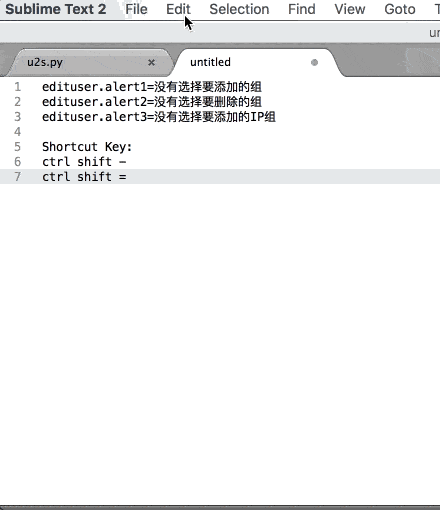 Sublime Text 2 File Edit Selection Find View Goto T
un
u2s.py × untitled
1 edituser.alert1=没有选择要添加的组
2 edituser.alert2=没有选择要删除的组
3 edituser.alert3=没有选择要添加的IP组
4
5 Shortcut Key:
6 ctrl shift -
7 ctrl shift =